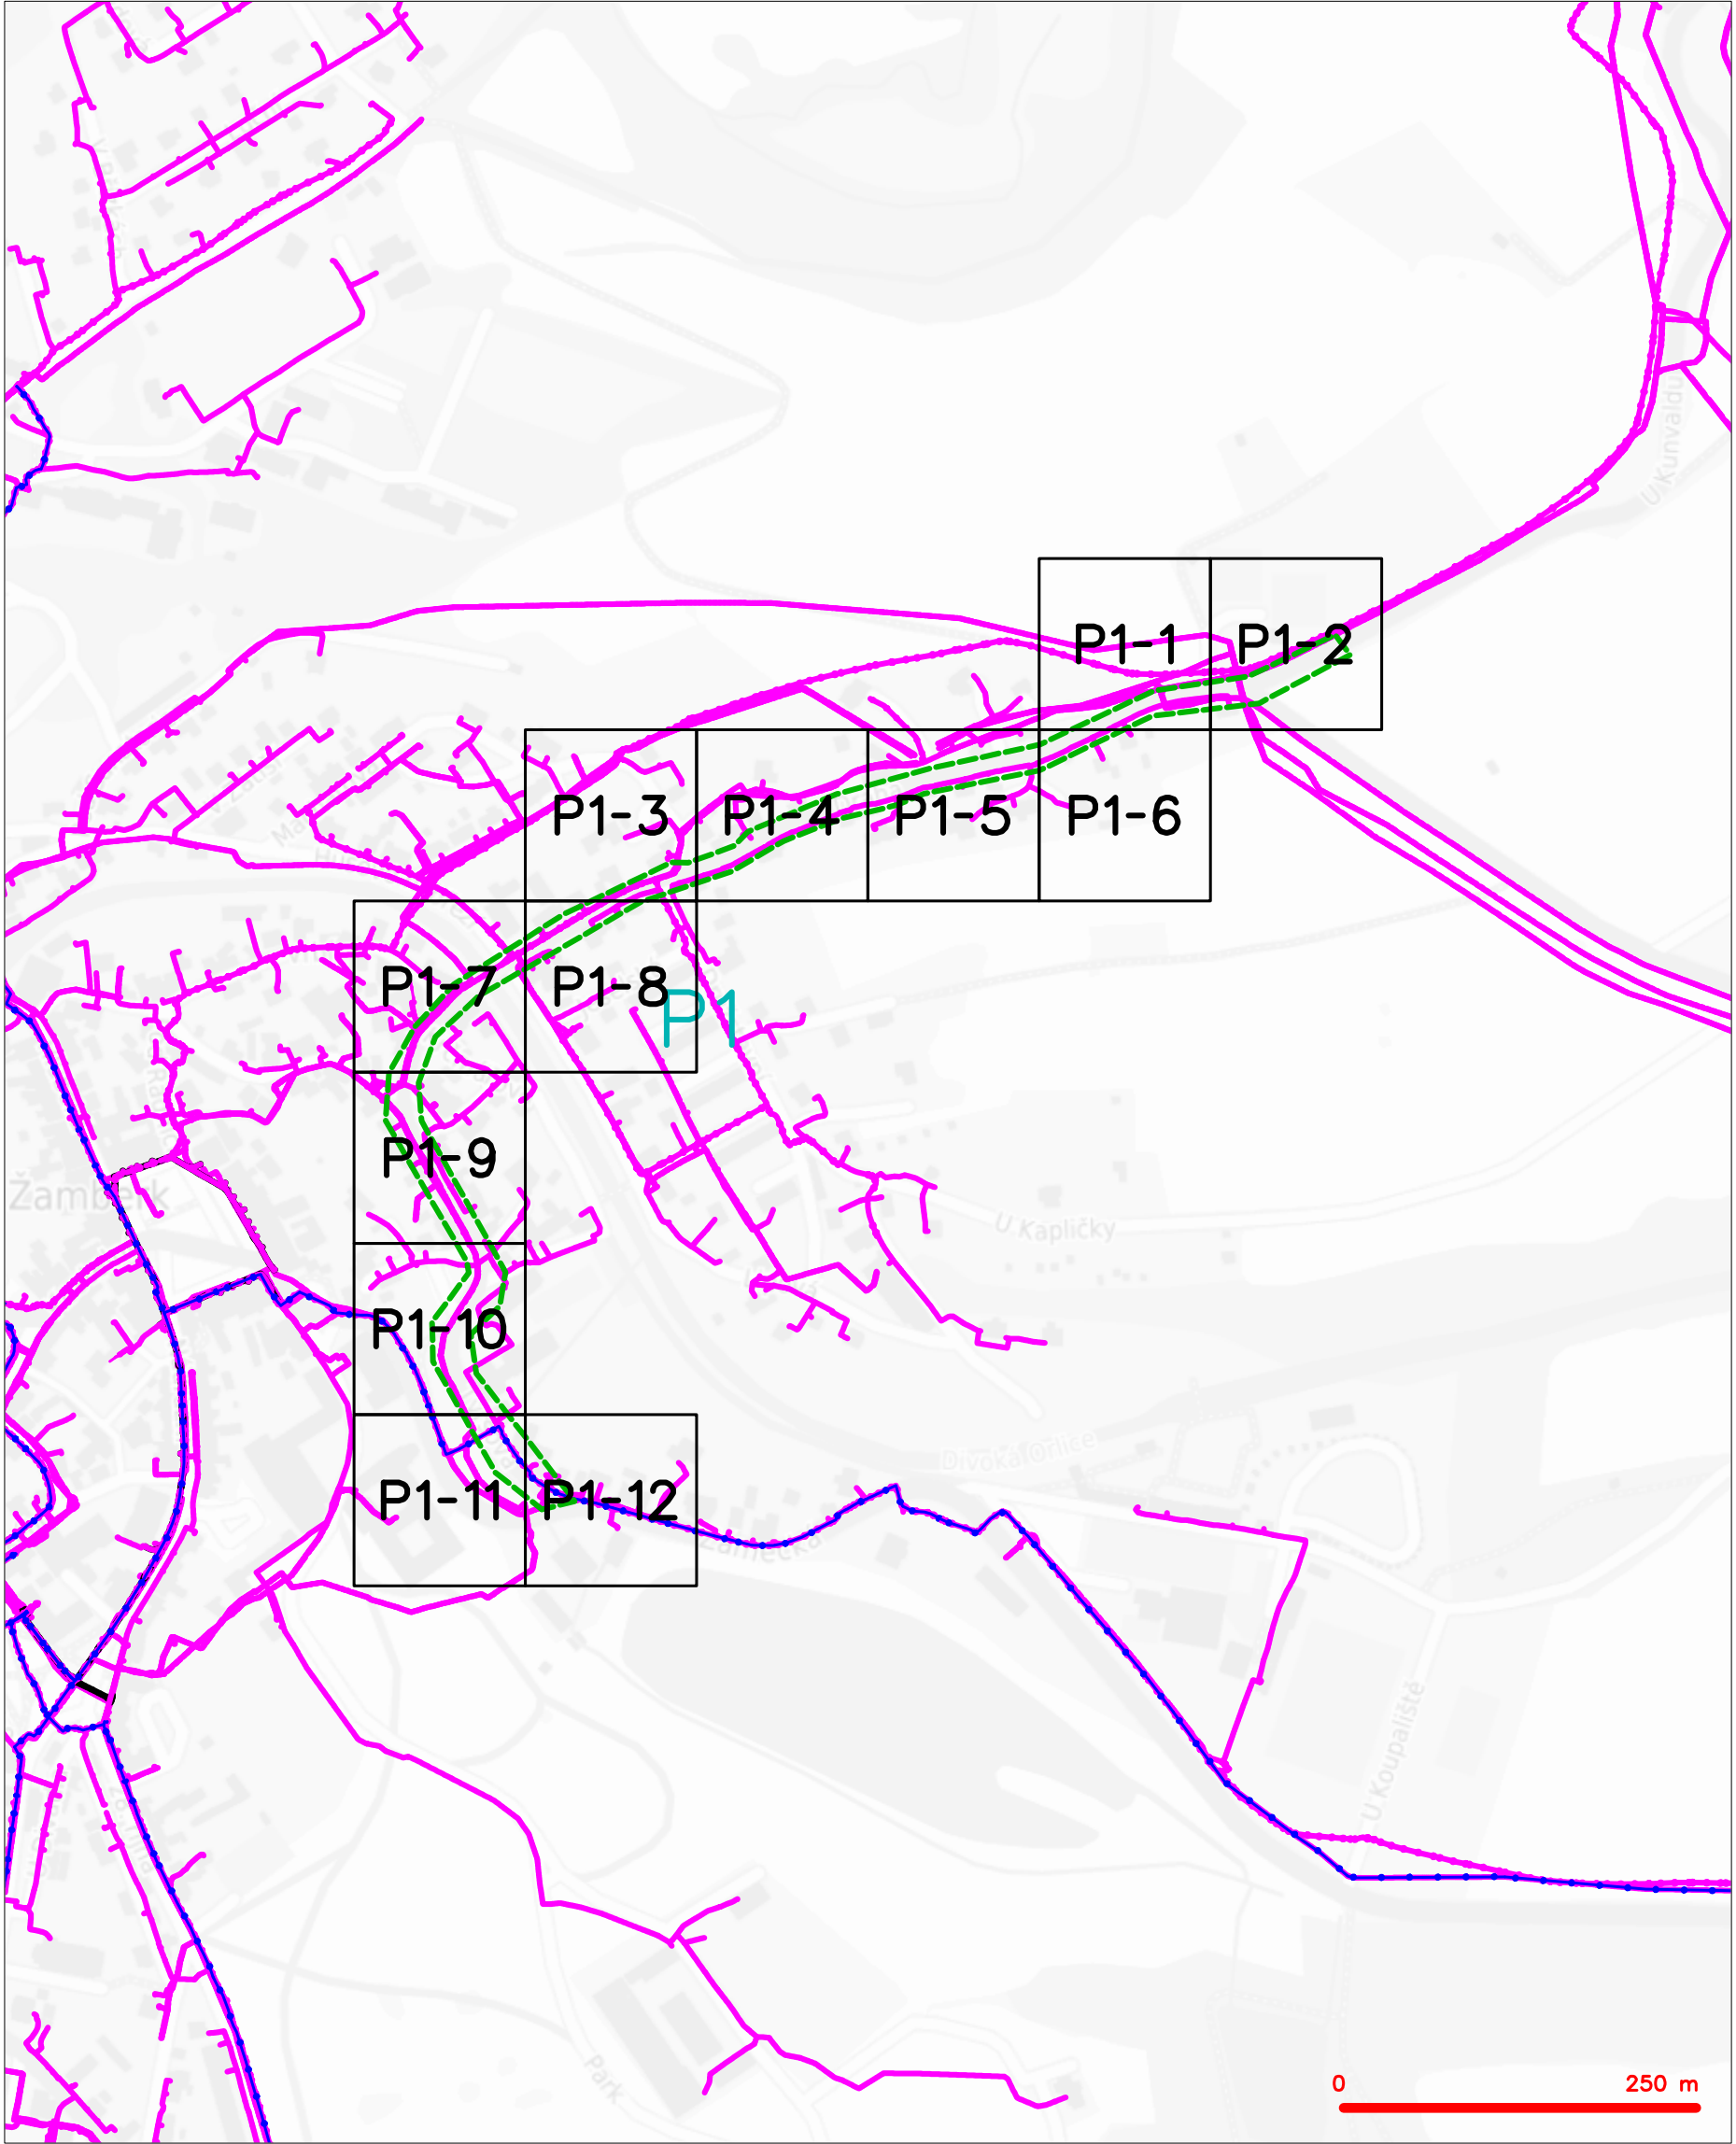 U Kunvaldu
P1-1
P1-2
P1-3
P1-4
P1-5
P1-6
P1-7
P1-8
P1
P1-9
Žamberk
U Kapličky
P1-10
Divoká Orlice
P1-11
P1-12
Zámecká
U Koupaliště
Park
0
250 m